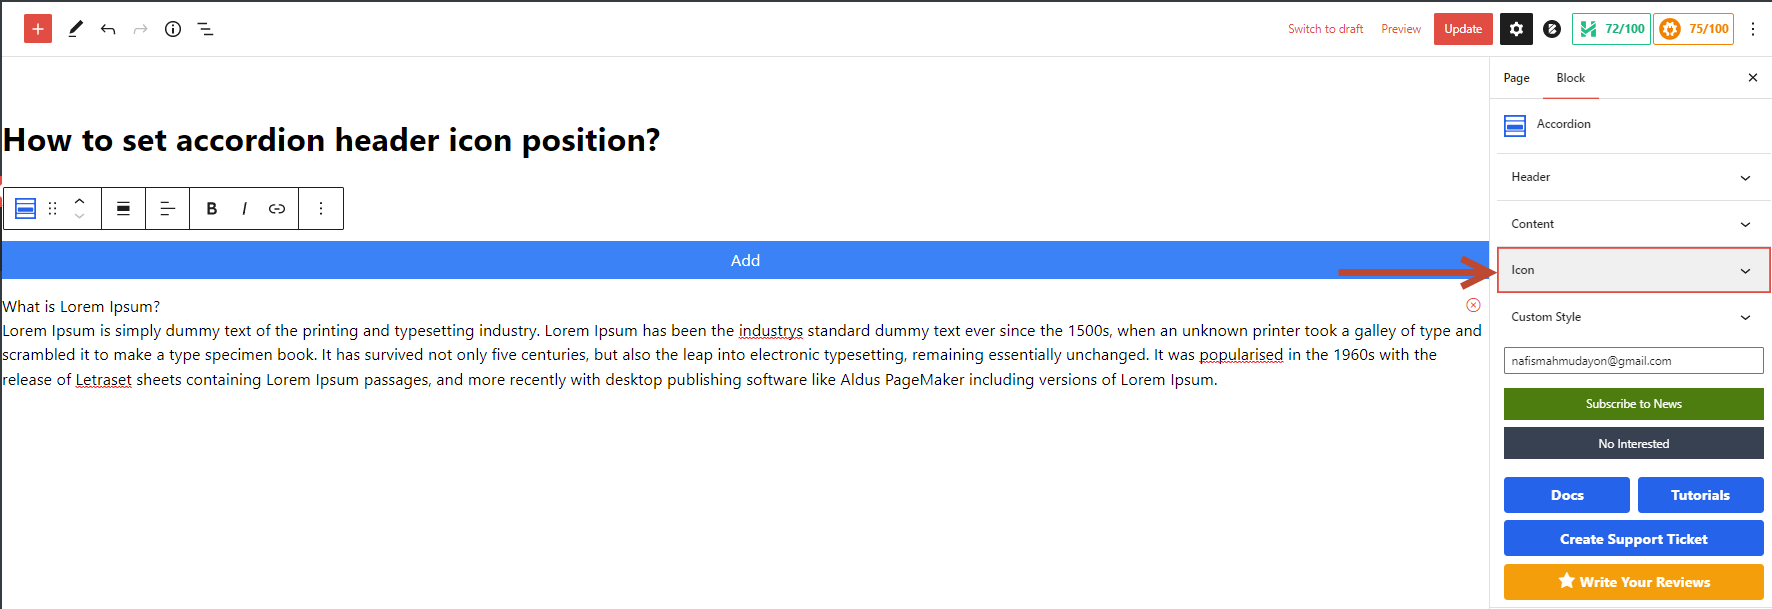 Switch to draft
Preview
Update
72/100
75/100
Page
Block
Accordion
Header
Content
Icon
Custom Style
nafismahmudayon@gmail.com
Subscribe to News
No Interested
Docs
Tutorials
Create Support Ticket
Write Your Reviews
How to set accordion header icon position?
B
I
Add
What is Lorem Ipsum?
Lorem Ipsum is simply dummy text of the printing and typesetting industry. Lorem Ipsum has been the industrys standard dummy text ever since the 1500s, when an unknown printer took a galley of type and
scrambled it to make a type specimen book. It has survived not only five centuries, but also the leap into electronic typesetting, remaining essentially unchanged. It was popularised in the 1960s with the
release of Letraset sheets containing Lorem Ipsum passages, and more recently with desktop publishing software like Aldus PageMaker including versions of Lorem Ipsum.